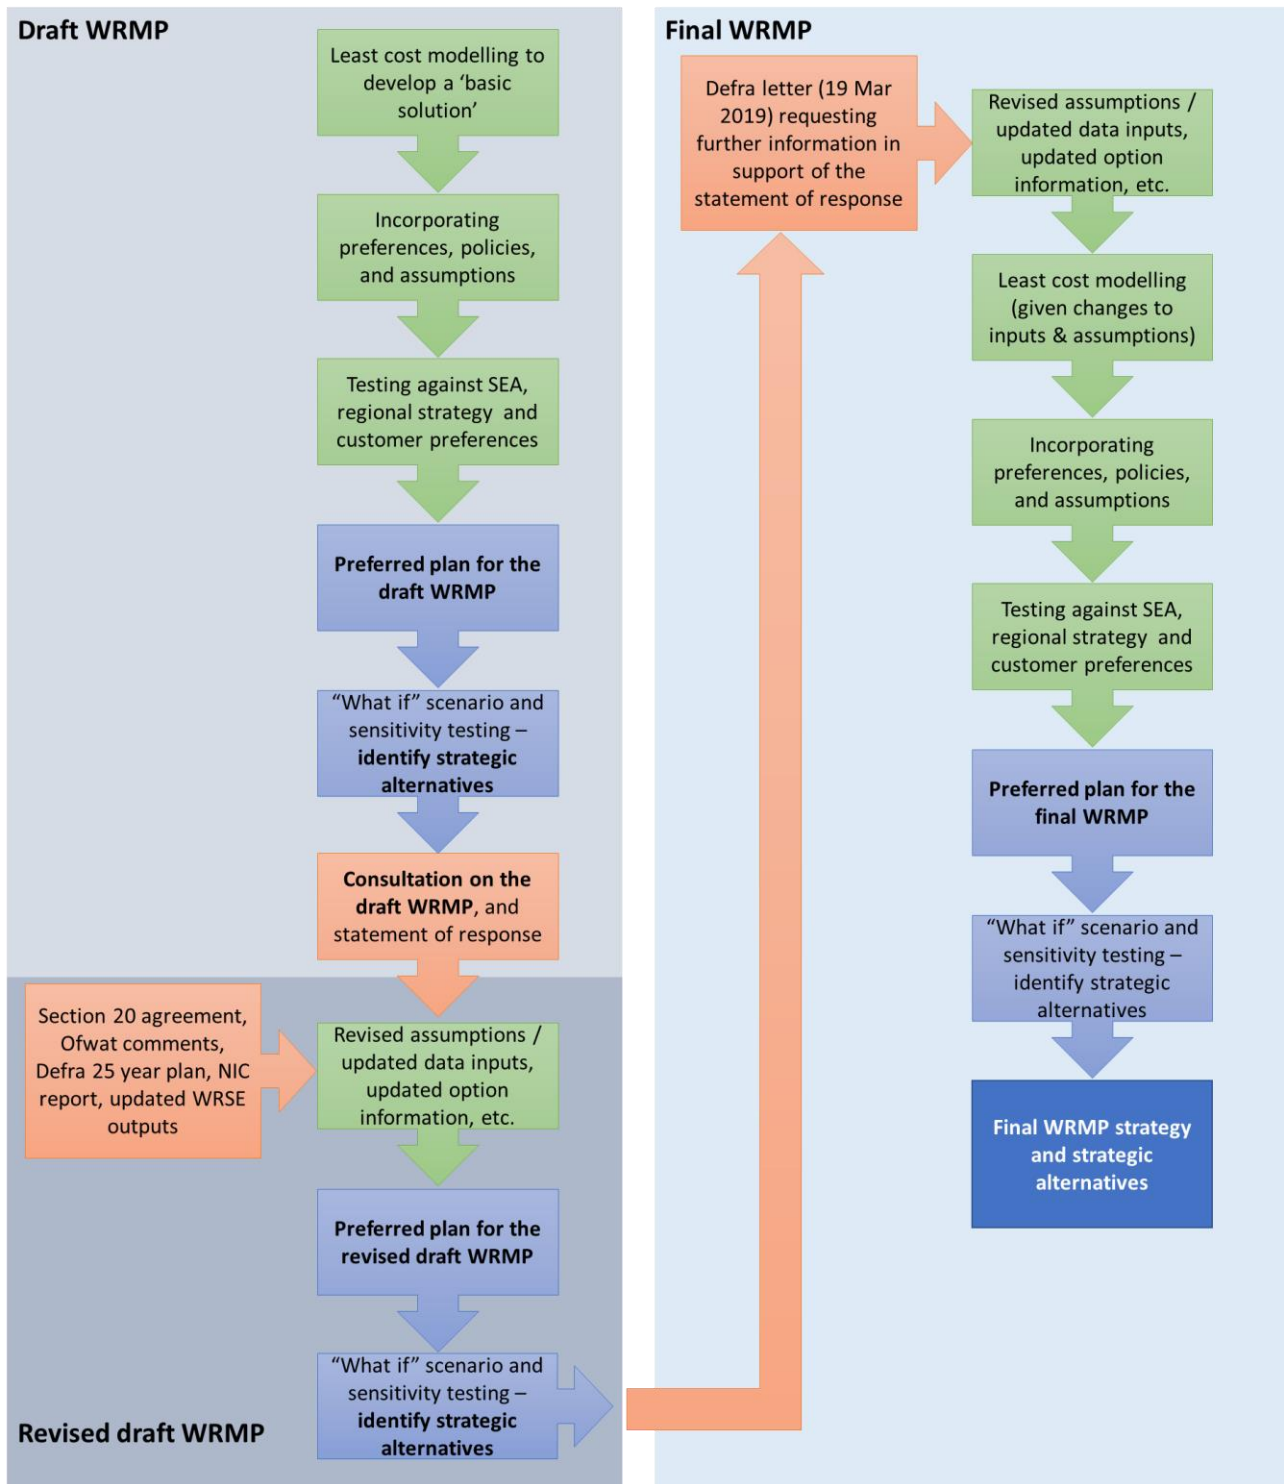 Draft WRMP
Least cost modelling to
develop a ‘basic
solution’
Incorporating
preferences, policies,
and assumptions
Testing against SEA,
regional strategy and
customer preferences
Preferred plan for the
draft WRMP
“What if” scenario and
sensitivity testing –
identify strategic
alternatives
Consultation on the
draft WRMP, and
statement of response
Section 20 agreement,
Ofwat comments,
Defra 25 year plan, NIC
report, updated WRSE
outputs
Revised assumptions /
updated data inputs,
updated option
information, etc.
Preferred plan for the
revised draft WRMP
“What if” scenario and
sensitivity testing –
identify strategic
alternatives
Revised draft WRMP
Final WRMP
Defra letter (19 Mar
2019) requesting
further information in
support of the
statement of response
Revised assumptions /
updated data inputs,
updated option
information, etc.
Least cost modelling
(given changes to
inputs & assumptions)
Incorporating
preferences, policies,
and assumptions
Testing against SEA,
regional strategy and
customer preferences
Preferred plan for the
final WRMP
“What if” scenario and
sensitivity testing –
identify strategic
alternatives
Final WRMP strategy
and strategic
alternatives